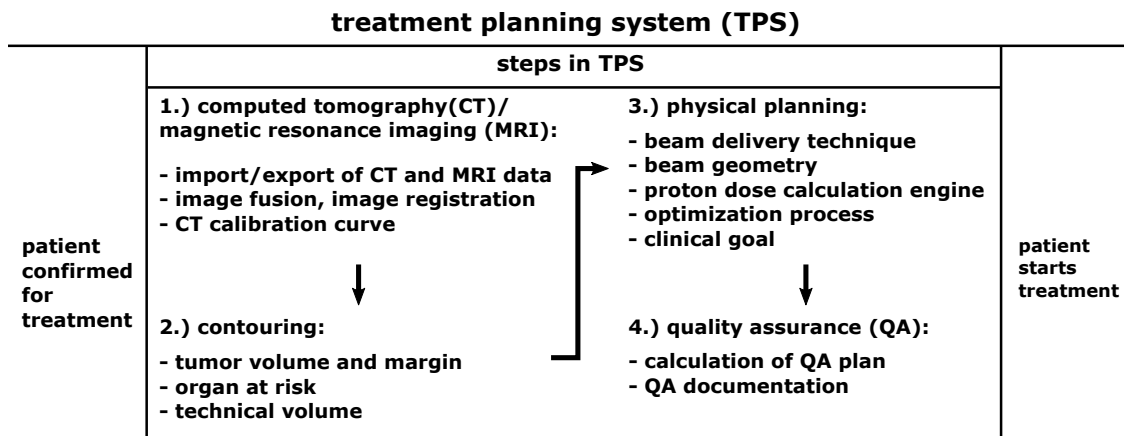 treatment planning system (TPS)
steps in TPS
patient
confirmed
for
treatment
1.) computed tomography(CT)/
magnetic resonance imaging (MRI):
- import/export of CT and MRI data
- image fusion, image registration
- CT calibration curve
2.) contouring:
- tumor volume and margin
- organ at risk
- technical volume
3.) physical planning:
- beam delivery technique
- beam geometry
- proton dose calculation engine
- optimization process
- clinical goal
4.) quality assurance (QA):
- calculation of QA plan
- QA documentation
patient
starts
treatment